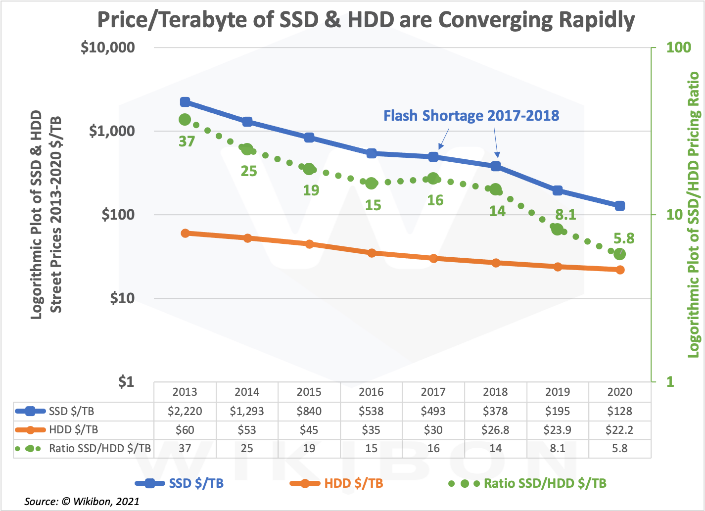 Price/Terabyte of SSD & HDD are Converging Rapidly
Logorithmic Plot of SSD & HDD
Street Prices 2013-2020 $/TB
$10,000
$1,000
$100
$10
$1
Flash Shortage 2017-2018
37
25
19
15
16
14
8.1
5.8
100
10
1
Logorithmic Plot of SSD/HDD Pricing Ratio
2013 2014 2015 2016 2017 2018 2019 2020
SSD $/TB $2,220 $1,293 $840 $538 $493 $378 $195 $128
HDD $/TB $60 $53 $45 $35 $30 $26.8 $23.9 $22.2
Ratio SSD/HDD $/TB 37 25 19 15 16 14 8.1 5.8
WIKIBON
SSD $/TB HDD $/TB Ratio SSD/HDD $/TB
Source: © Wikibon, 2021